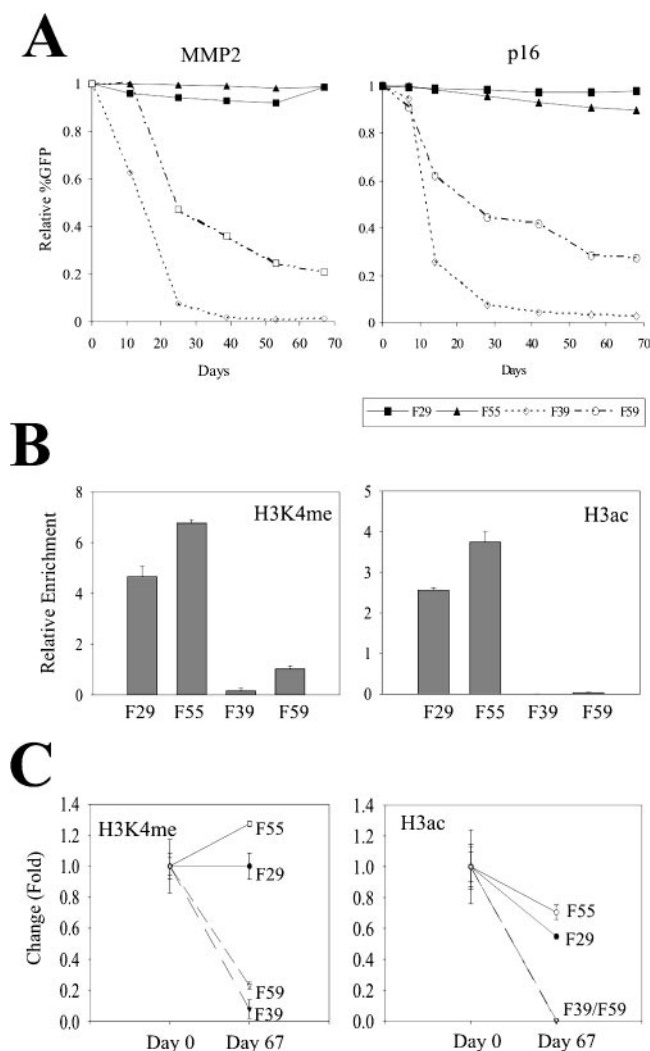 A
MMP2
p16
Relative %GFP
1
0.8
0.6
0.4
0.2
0
0 10 20 30 40 50 60 70
Days
1
0.8
0.6
0.4
0.2
0
0 10 20 30 40 50 60 70
Days
F29 F55 F39 F59
B
Relative Enrichment
8
6
4
2
0
H3K4me
F29 F55 F39 F59
5
4
3
2
1
0
H3ac
F29 F55 F39 F59
C
Change (Fold)
1.4
1.2
1.0
0.8
0.6
0.4
0.2
0.0
H3K4me
F55
F29
F59
F39
Day 0 Day 67
1.4
1.2
1.0
0.8
0.6
0.4
0.2
0.0
H3ac
F55
F29
F39/F59
Day 0 Day 67